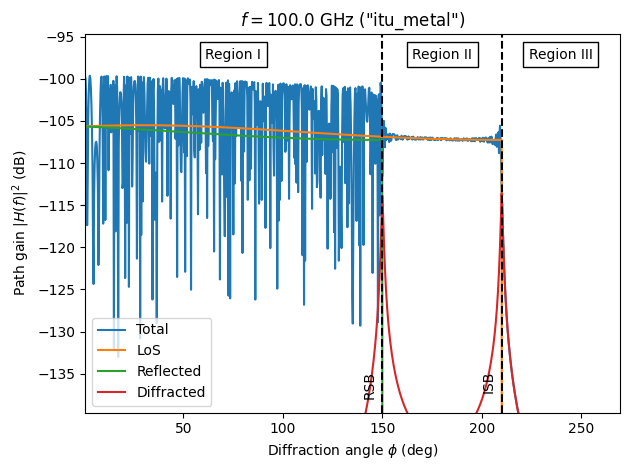 f = 100.0 GHz ("itu_metal")
Region I
Region II
Region III
Path gain |H(f)|² (dB)
−95
−100
−105
−110
−115
−120
−125
−130
−135
Total
LoS
Reflected
Diffracted
RSB
ISB
50
100
150
200
250
Diffraction angle ϕ (deg)